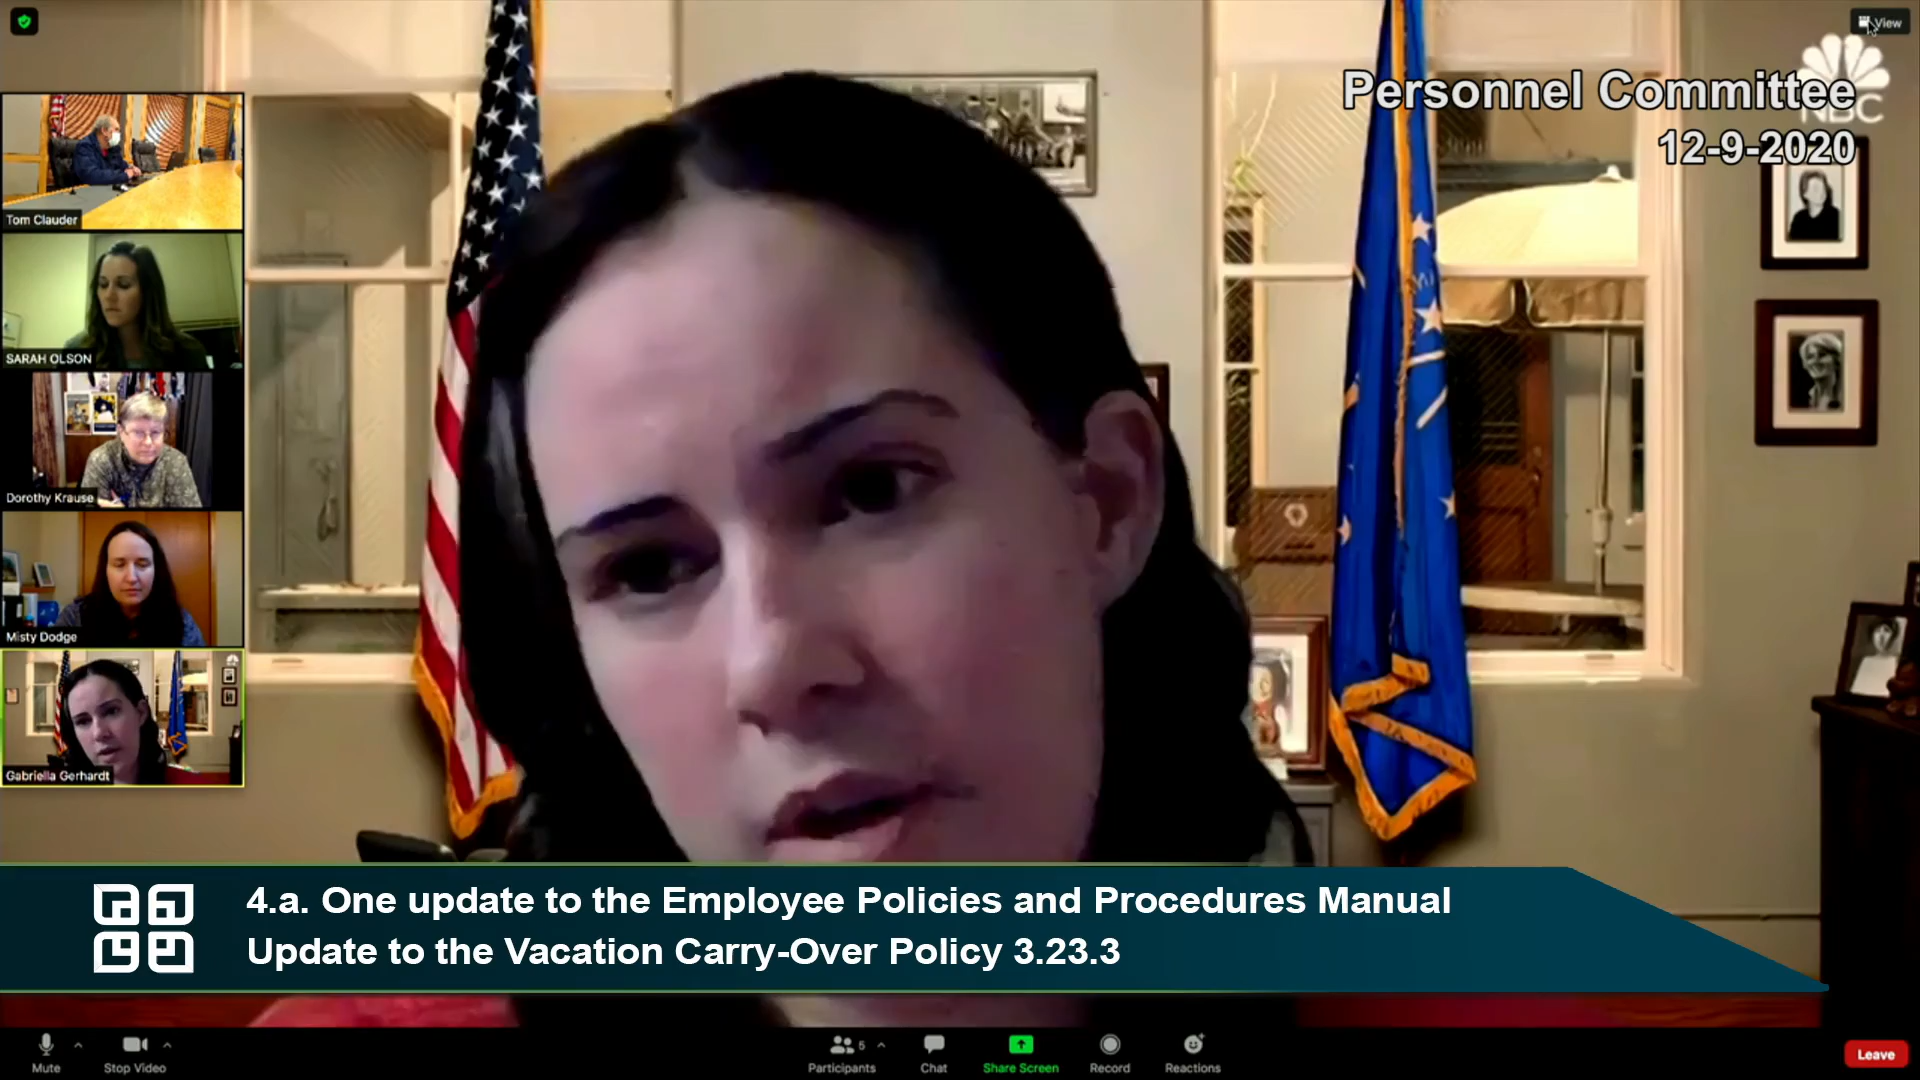 View
Personnel Committee
NBC
12-9-2020
Tom Clauder
SARAH OLSON
Dorothy Krause
Misty Dodge
Gabriella Gerhardt
4.a. One update to the Employee Policies and Procedures Manual
Update to the Vacation Carry-Over Policy 3.23.3
Mute
Stop Video
5
Participants
Chat
Share Screen
Record
Reactions
Leave